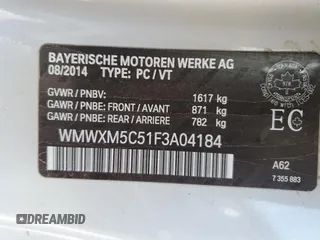 BAYERISCHE MOTOREN WERKE AG
08/2014 TYPE: PC/VT
GVWR / PNBV: 1617 kg
GAWR / PNBE: FRONT / AVANT 871 kg
GAWR / PNBE: REAR / ARRIERE 782 kg
WMWXM5C51F3A04184
EC
A62
7 355 883
DREAMBID